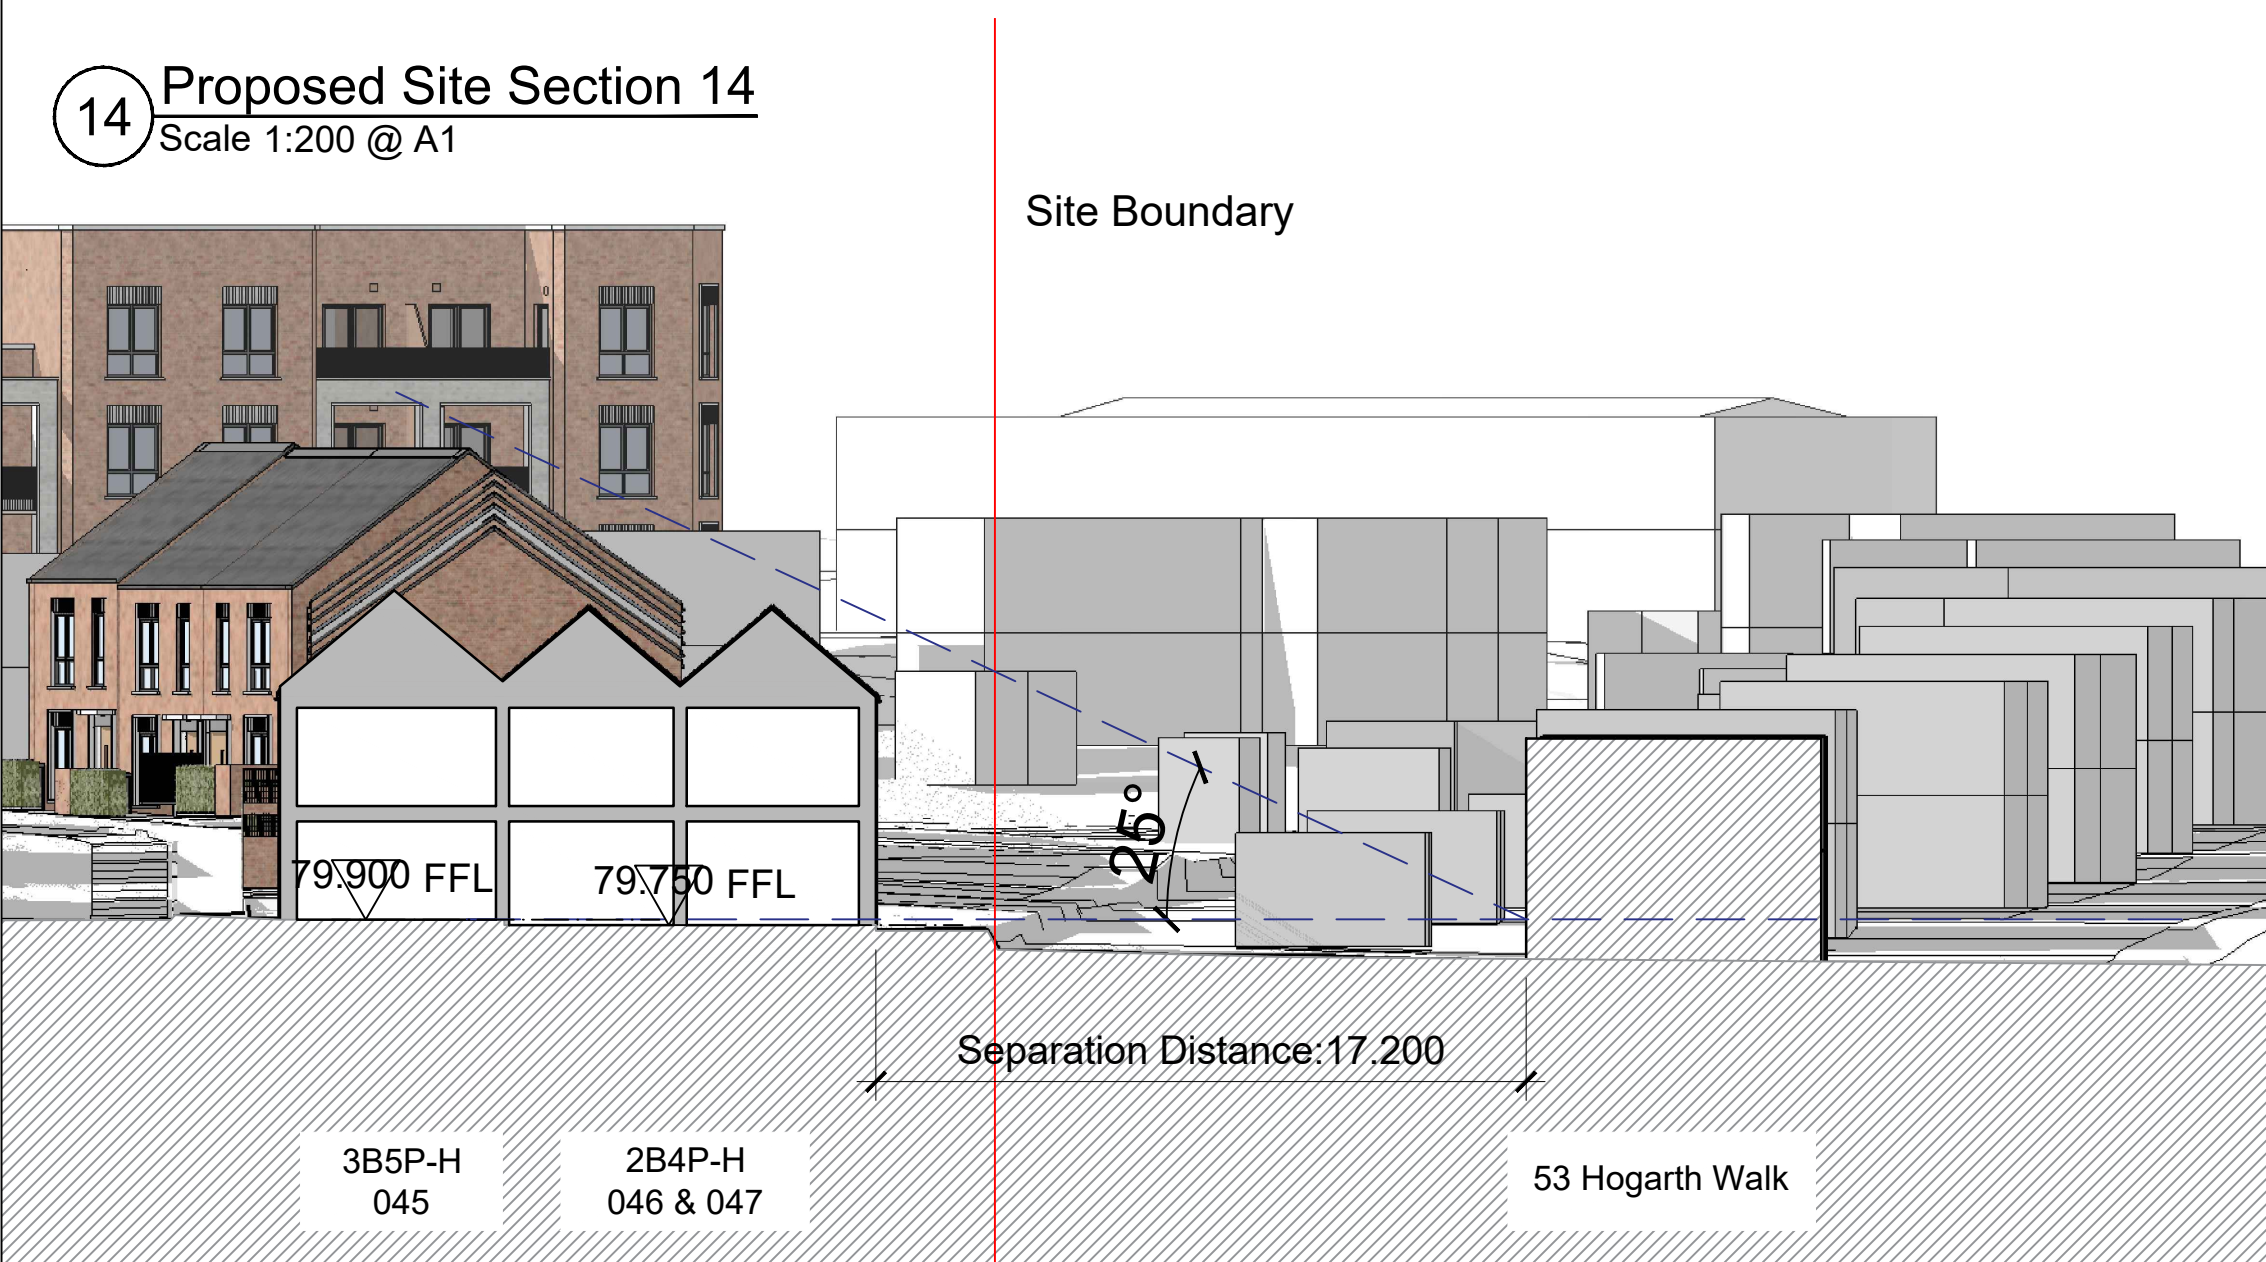 14
Proposed Site Section 14
Scale 1:200 @ A1
Site Boundary
25°
79.900 FFL
79.750 FFL
Separation Distance:17.200
3B5P-H
045
2B4P-H
046 & 047
53 Hogarth Walk